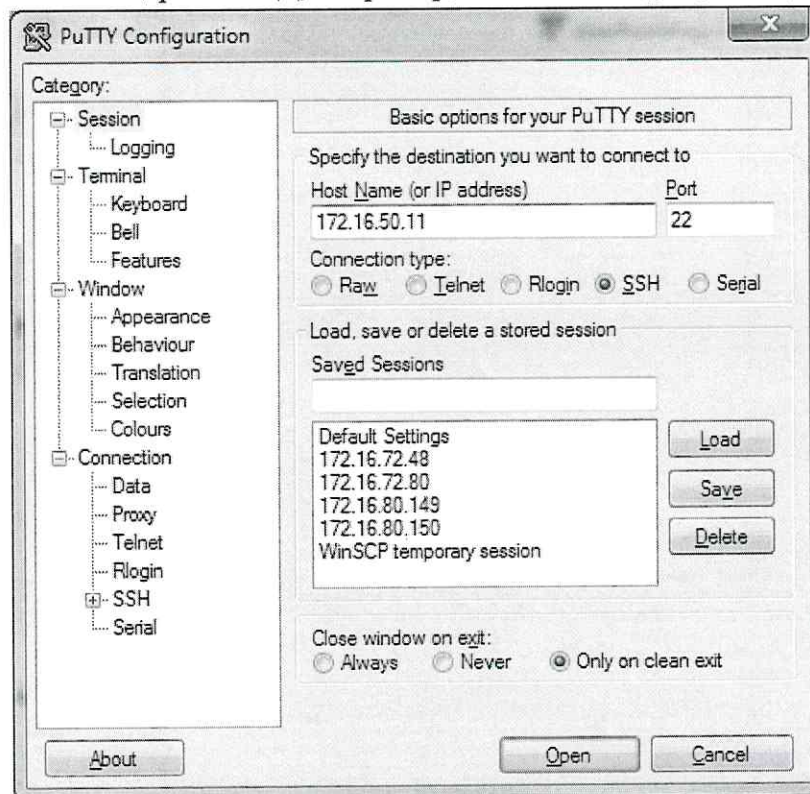 PuTTY Configuration
X
Category:
Session
Logging
Terminal
Keyboard
Bell
Features
Window
Appearance
Behaviour
Translation
Selection
Colours
Connection
Data
Proxy
Telnet
Rlogin
SSH
Serial
Basic options for your PuTTY session
Specify the destination you want to connect to
Host Name (or IP address) Port
172.16.50.11 22
Connection type:
Raw Telnet Rlogin SSH Serial
Load, save or delete a stored session
Saved Sessions
Default Settings
172.16.72.48
172.16.72.80
172.16.80.149
172.16.80.150
WinSCP temporary session
Load
Save
Delete
Close window on exit:
Always Never Only on clean exit
About Open Cancel